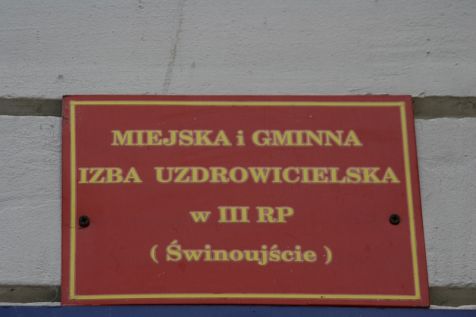 MIEJSKA i GMINNA
IZBA UZDROWICIELSKA
w III RP
( Świnoujście )